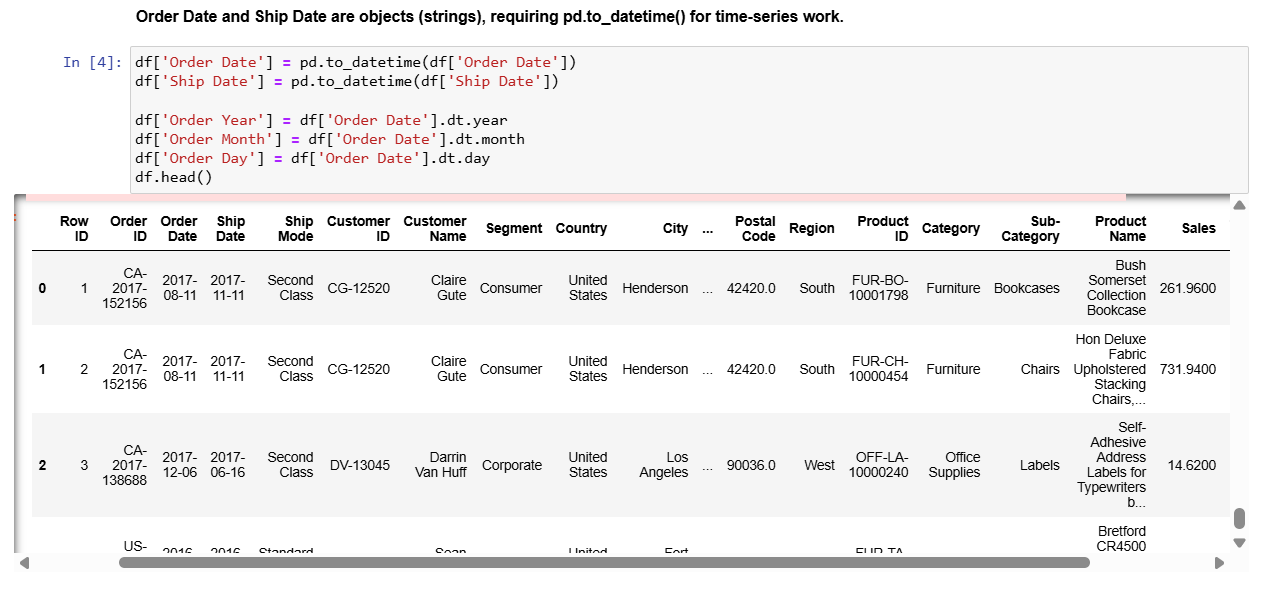 Order Date and Ship Date are objects (strings), requiring pd.to_datetime() for time-series work.
In [4]:
df['Order Date'] = pd.to_datetime(df['Order Date'])
df['Ship Date'] = pd.to_datetime(df['Ship Date'])
df['Order Year'] = df['Order Date'].dt.year
df['Order Month'] = df['Order Date'].dt.month
df['Order Day'] = df['Order Date'].dt.day
df.head()
Row ID Order ID Order Date Ship Date Ship Mode Customer ID Customer Name Segment Country City ... Postal Code Region Product ID Category Sub-Category Product Name Sales
0 1 CA-2017-152156 2017-08-11 2017-11-11 Second Class CG-12520 Claire Gute Consumer United States Henderson ... 42420.0 South FUR-BO-10001798 Furniture Bookcases Bush Somerset Collection Bookcase 261.9600
1 2 CA-2017-152156 2017-08-11 2017-11-11 Second Class CG-12520 Claire Gute Consumer United States Henderson ... 42420.0 South FUR-CH-10000454 Furniture Chairs Hon Deluxe Fabric Upholstered Stacking Chairs,... 731.9400
2 3 CA-2017-138688 2017-12-06 2017-06-16 Second Class DV-13045 Darrin Van Huff Corporate United States Los Angeles ... 90036.0 West OFF-LA-10000240 Office Supplies Labels Self-Adhesive Address Labels for Typewriters b... 14.6200
US- 2016 2016 Standard Sean United Fort FUR-TA Bretford CR4500